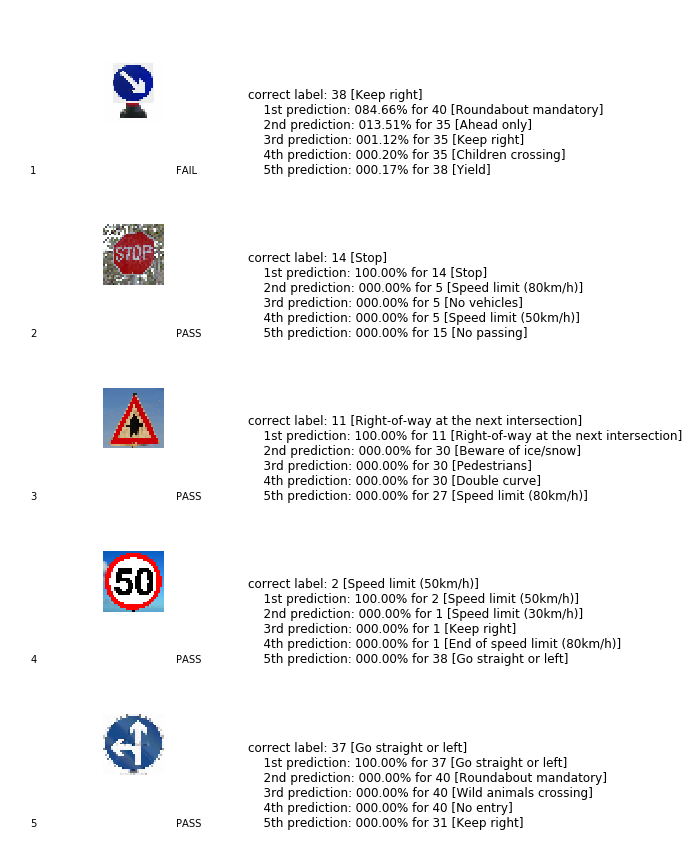 correct label: 38 [Keep right]
1st prediction: 084.66% for 40 [Roundabout mandatory]
2nd prediction: 013.51% for 35 [Ahead only]
3rd prediction: 001.12% for 35 [Keep right]
4th prediction: 000.20% for 35 [Children crossing]
1 FAIL 5th prediction: 000.17% for 38 [Yield]
STOP
correct label: 14 [Stop]
1st prediction: 100.00% for 14 [Stop]
2nd prediction: 000.00% for 5 [Speed limit (80km/h)]
3rd prediction: 000.00% for 5 [No vehicles]
4th prediction: 000.00% for 5 [Speed limit (50km/h)]
2 PASS 5th prediction: 000.00% for 15 [No passing]
correct label: 11 [Right-of-way at the next intersection]
1st prediction: 100.00% for 11 [Right-of-way at the next intersection]
2nd prediction: 000.00% for 30 [Beware of ice/snow]
3rd prediction: 000.00% for 30 [Pedestrians]
4th prediction: 000.00% for 30 [Double curve]
3 PASS 5th prediction: 000.00% for 27 [Speed limit (80km/h)]
50
correct label: 2 [Speed limit (50km/h)]
1st prediction: 100.00% for 2 [Speed limit (50km/h)]
2nd prediction: 000.00% for 1 [Speed limit (30km/h)]
3rd prediction: 000.00% for 1 [Keep right]
4th prediction: 000.00% for 1 [End of speed limit (80km/h)]
4 PASS 5th prediction: 000.00% for 38 [Go straight or left]
correct label: 37 [Go straight or left]
1st prediction: 100.00% for 37 [Go straight or left]
2nd prediction: 000.00% for 40 [Roundabout mandatory]
3rd prediction: 000.00% for 40 [Wild animals crossing]
4th prediction: 000.00% for 40 [No entry]
5 PASS 5th prediction: 000.00% for 31 [Keep right]